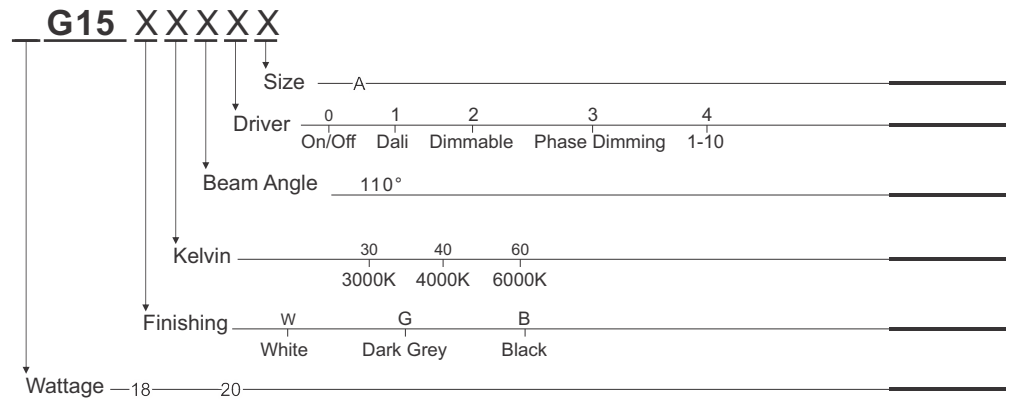 G15 X X X X X
Size A
0 1 2 3 4
Driver
On/Off Dali Dimmable Phase Dimming 1-10
Beam Angle 110°
30 40 60
Kelvin
3000K 4000K 6000K
Finishing W G B
White Dark Grey Black
Wattage 18 20